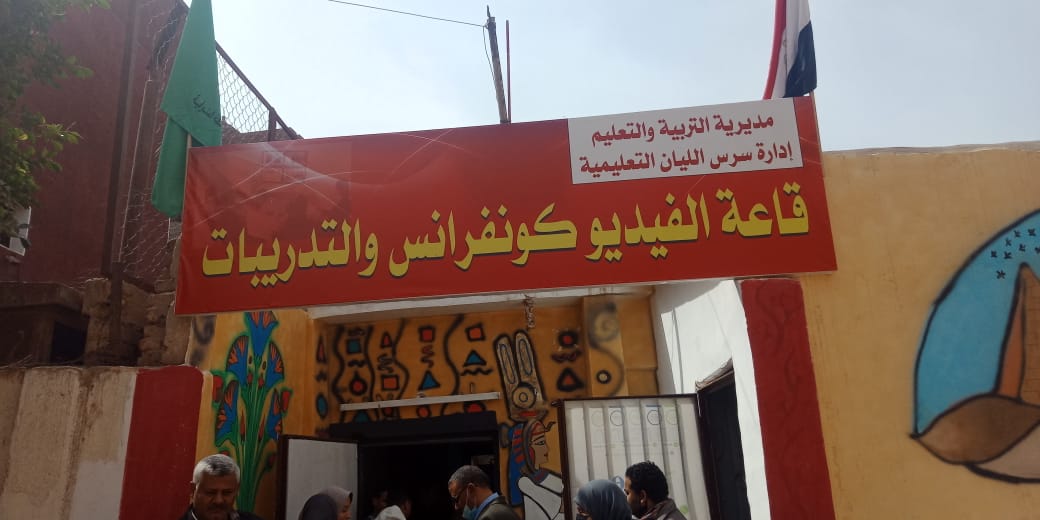 مديرية التربية والتعليم
إدارة سرس الليان التعليمية
قاعة الفيديو كونفرانس والتدريبات